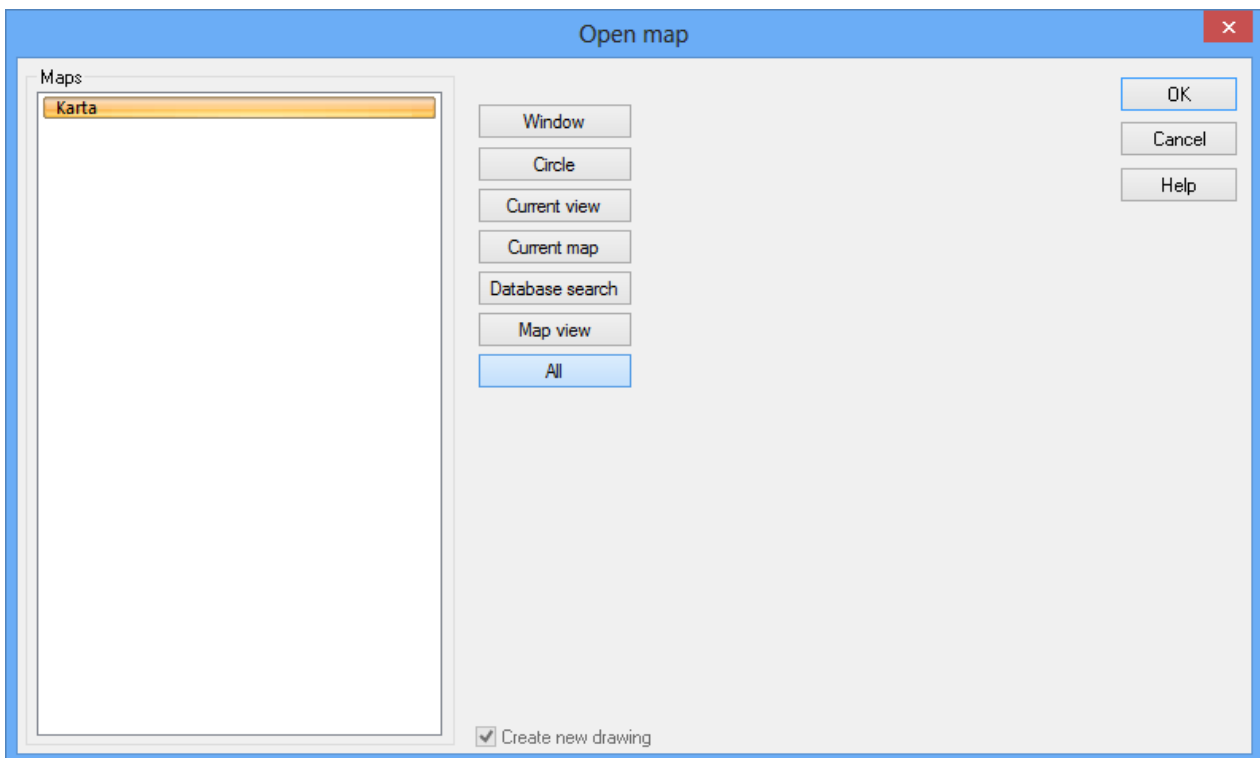 Open map
Maps
Karta
Window
Circle
Current view
Current map
Database search
Map view
All
Create new drawing
OK
Cancel
Help